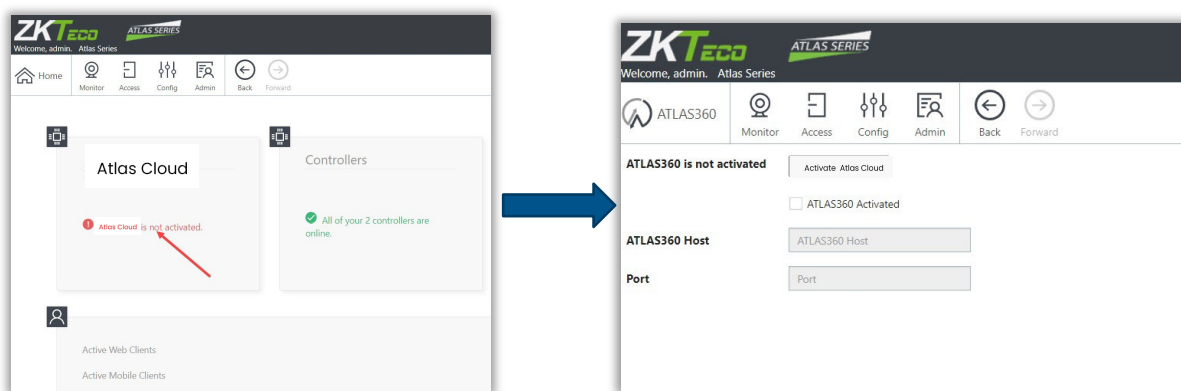 ZKTECO ATLAS SERIES
Welcome, admin. Atlas Series
Home
Monitor
Access
Config
Admin
Back
Forward
Atlas Cloud
Atlas Cloud is not activated.
Controllers
All of your 2 controllers are
online.
Active Web Clients
Active Mobile Clients
ZKTECO ATLAS SERIES
Welcome, admin. Atlas Series
ATLAS360
Monitor
Access
Config
Admin
Back
Forward
ATLAS360 is not activated
Activate Atlas Cloud
ATLAS360 Activated
ATLAS360 Host
ATLAS360 Host
Port
Port